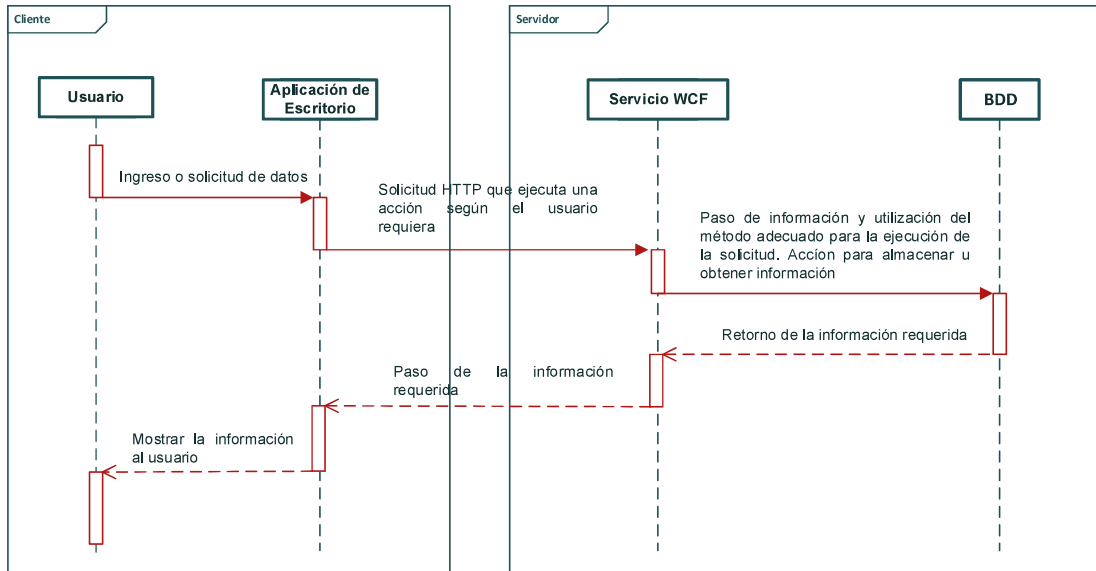 Cliente
Servidor
Usuario
Aplicación de
Escritorio
Servicio WCF
BDD
Ingreso o solicitud de datos
Solicitud HTTP que ejecuta una
acción según el usuario
requiera
Paso de información y utilización del
método adecuado para la ejecución de
la solicitud. Accíon para almacenar u
obtener información
Retorno de la información requerida
Paso de la información
requerida
Mostrar la información
al usuario